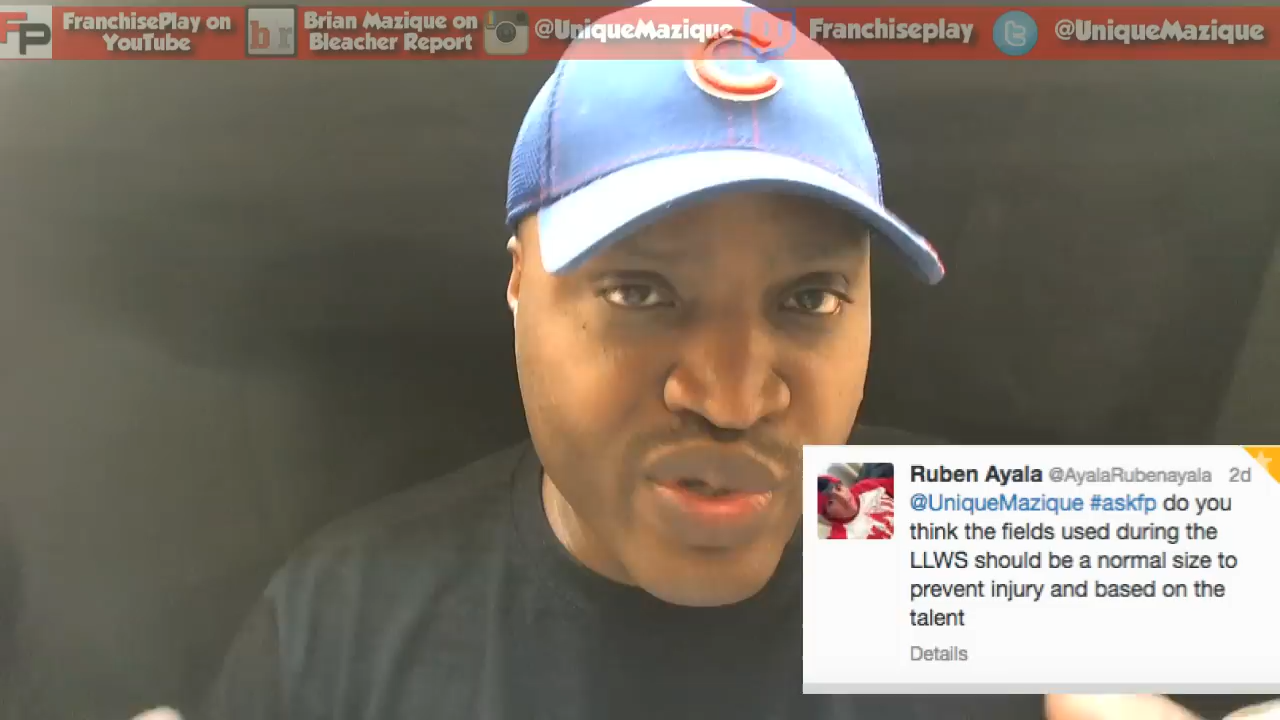 FP
FranchisePlay on
YouTube
br
Brian Mazique on
Bleacher Report
@UniqueMazique
Franchiseplay
@UniqueMazique
C
Ruben Ayala @AyalaRubenayala 2d
@UniqueMazique #askfp do you
think the fields used during the
LLWS should be a normal size to
prevent injury and based on the
talent
Details